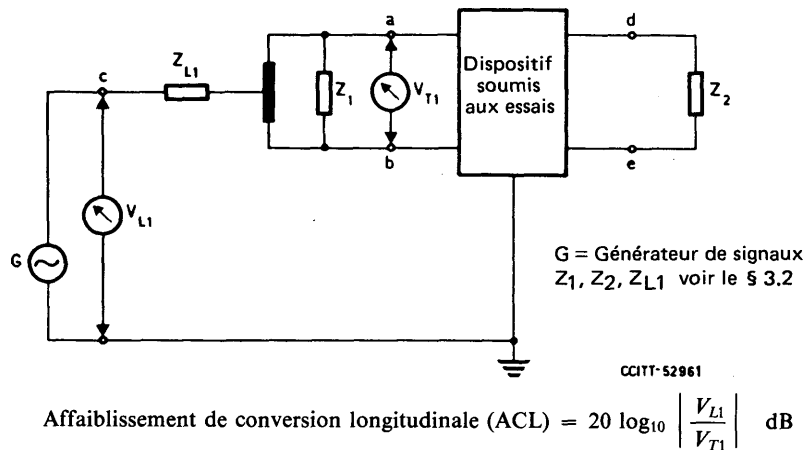 a
d
Z_L1
c
Z_1
V_T1
Dispositif
soumis
aux essais
Z_2
b
e
V_L1
G
G = Générateur de signaux
Z_1, Z_2, Z_L1 voir le § 3.2
CCITT-52961
Affaiblissement de conversion longitudinale (ACL) = 20 log_10 | V_L1 / V_T1 | dB